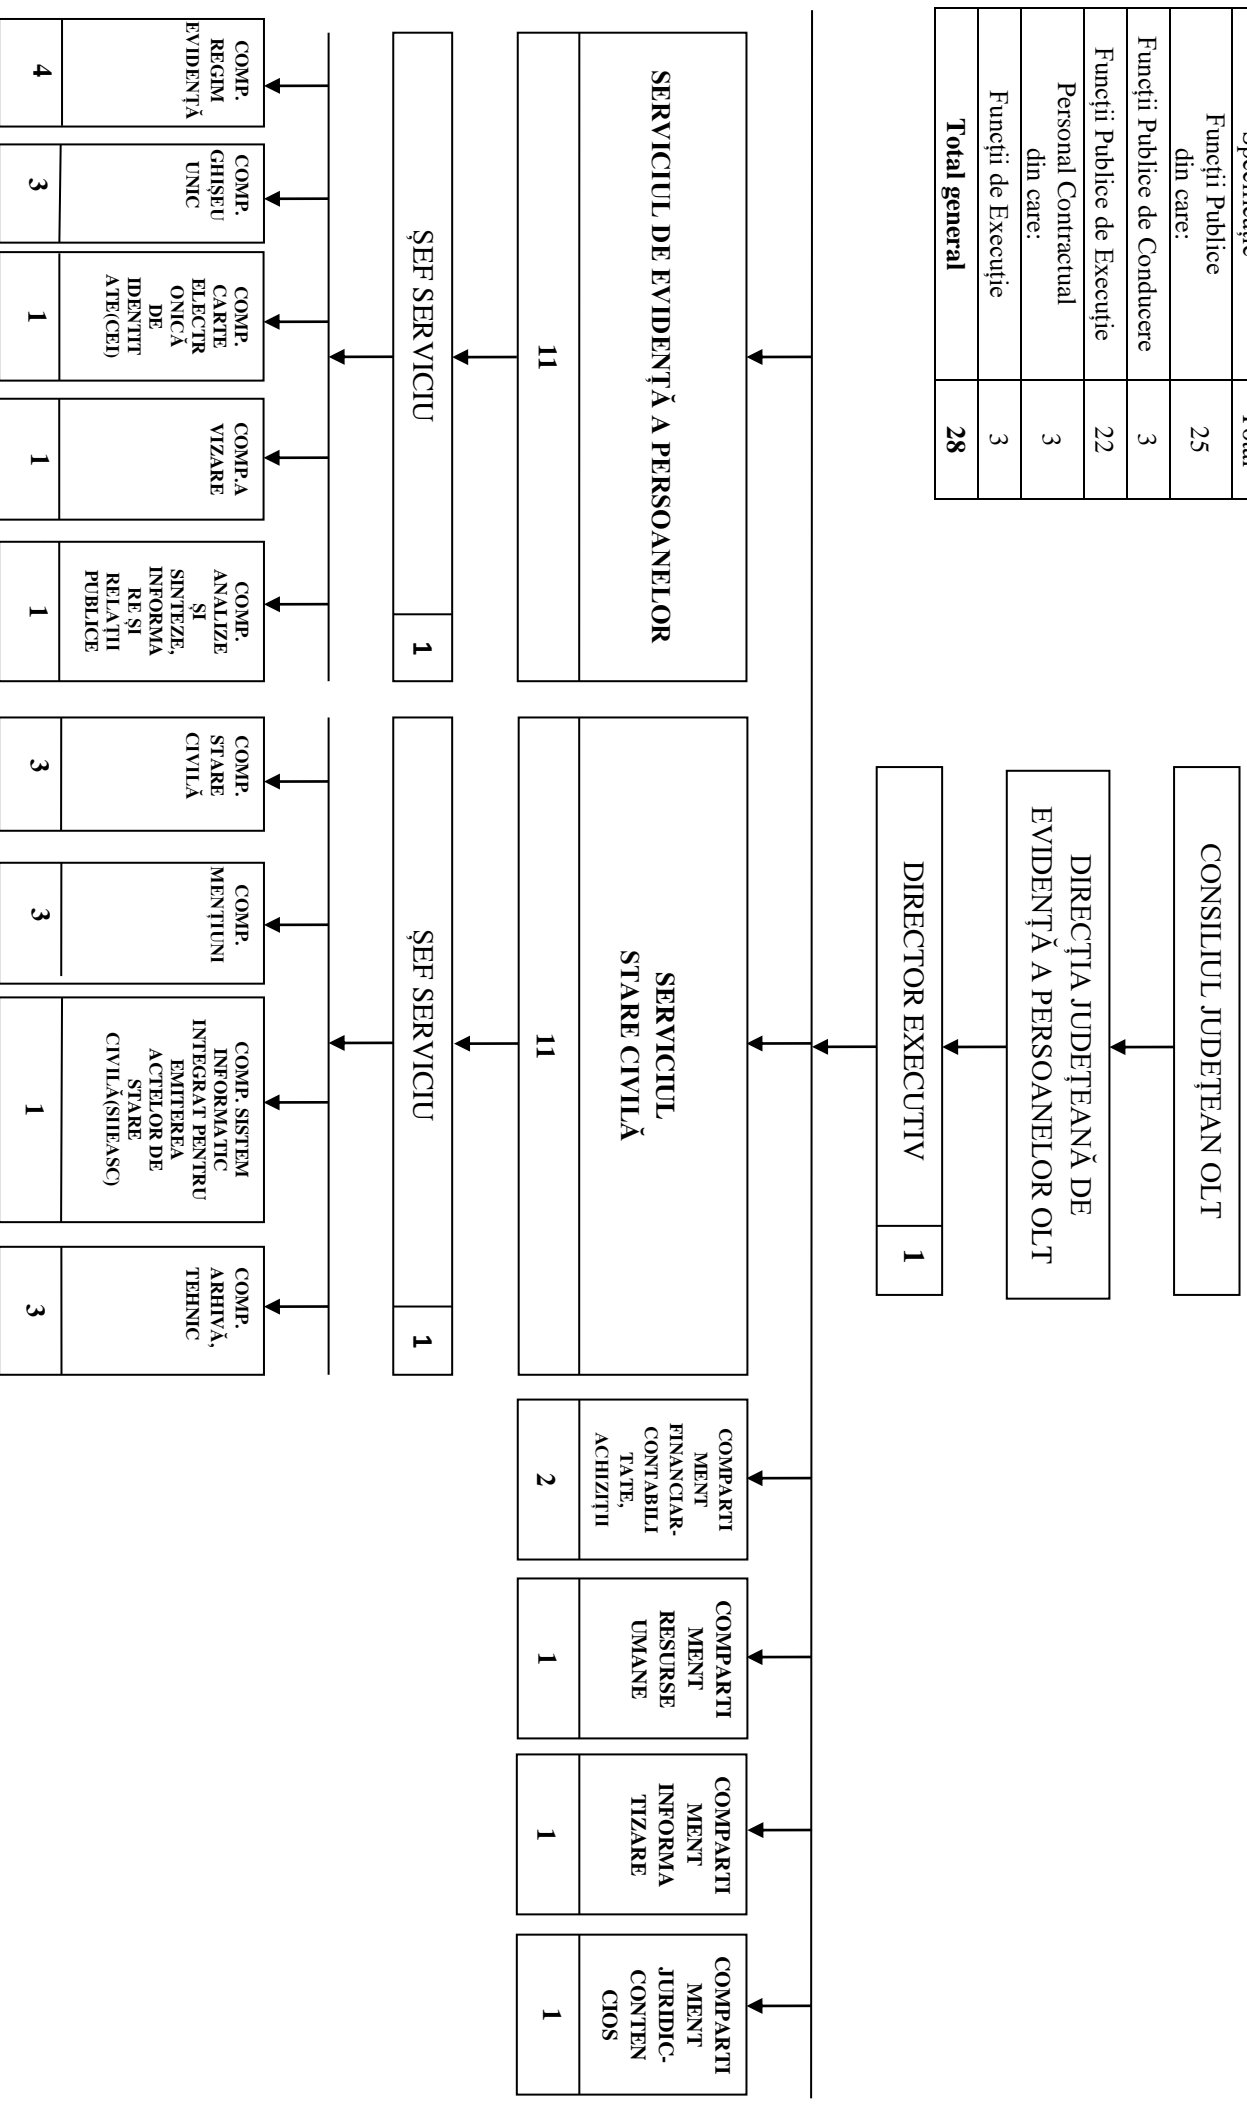 Funcții Publice
din care:
25
Funcții Publice de Conducere
3
Funcții Publice de Execuție
22
Personal Contractual
din care:
3
Funcții de Execuție
3
Total general
28
CONSILIUL JUDEȚEAN OLT
DIRECȚIA JUDEȚEANĂ DE
EVIDENȚĂ A PERSOANELOR OLT
DIRECTOR EXECUTIV
1
SERVICIUL DE EVIDENȚĂ A PERSOANELOR
11
SERVICIUL
STARE CIVILĂ
11
COMPARTI
MENT
FINANCIAR-
CONTABILI
TATE,
ACHIZIȚII
2
COMPARTI
MENT
RESURSE
UMANE
1
COMPARTI
MENT
INFORMA
TIZARE
1
COMPARTI
MENT
JURIDIC-
CONTEN
CIOS
1
ȘEF SERVICIU
1
ȘEF SERVICIU
1
COMP.
REGIM
EVIDENȚĂ
4
COMP.
GHIȘEU
UNIC
3
COMP.
CARTE
ELECTR
ONICĂ
DE
IDENTIT
ATE(CEI)
1
COMP.A
VIZARE
1
COMP.
ANALIZE
ȘI
SINTEZE,
INFORMA
RE ȘI
RELAȚII
PUBLICE
1
COMP.
STARE
CIVILĂ
3
COMP.
MENȚIUNI
3
COMP. SISTEM
INFORMATIC
INTEGRAT PENTRU
EMITEREA
ACTELOR DE
STARE
CIVILĂ(SIIEASC)
1
COMP.
ARHIVĂ,
TEHNIC
3